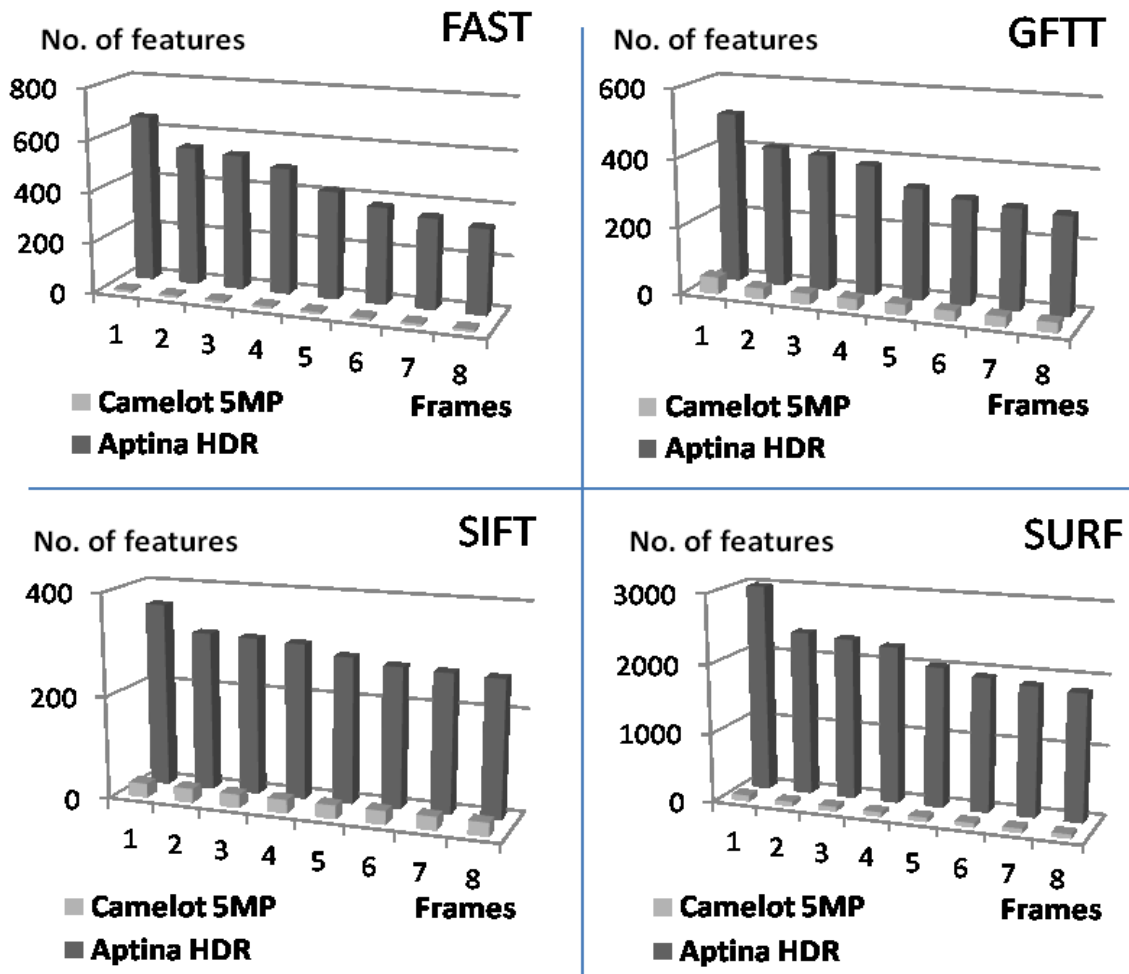 FAST
No. of features
800
600
400
200
0
1 2 3 4 5 6 7 8
Camelot 5MP
Frames
Aptina HDR
GFTT
No. of features
600
400
200
0
1 2 3 4 5 6 7 8
Camelot 5MP
Frames
Aptina HDR
SIFT
No. of features
400
200
0
1 2 3 4 5 6 7 8
Camelot 5MP
Frames
Aptina HDR
SURF
No. of features
3000
2000
1000
0
1 2 3 4 5 6 7 8
Camelot 5MP
Frames
Aptina HDR